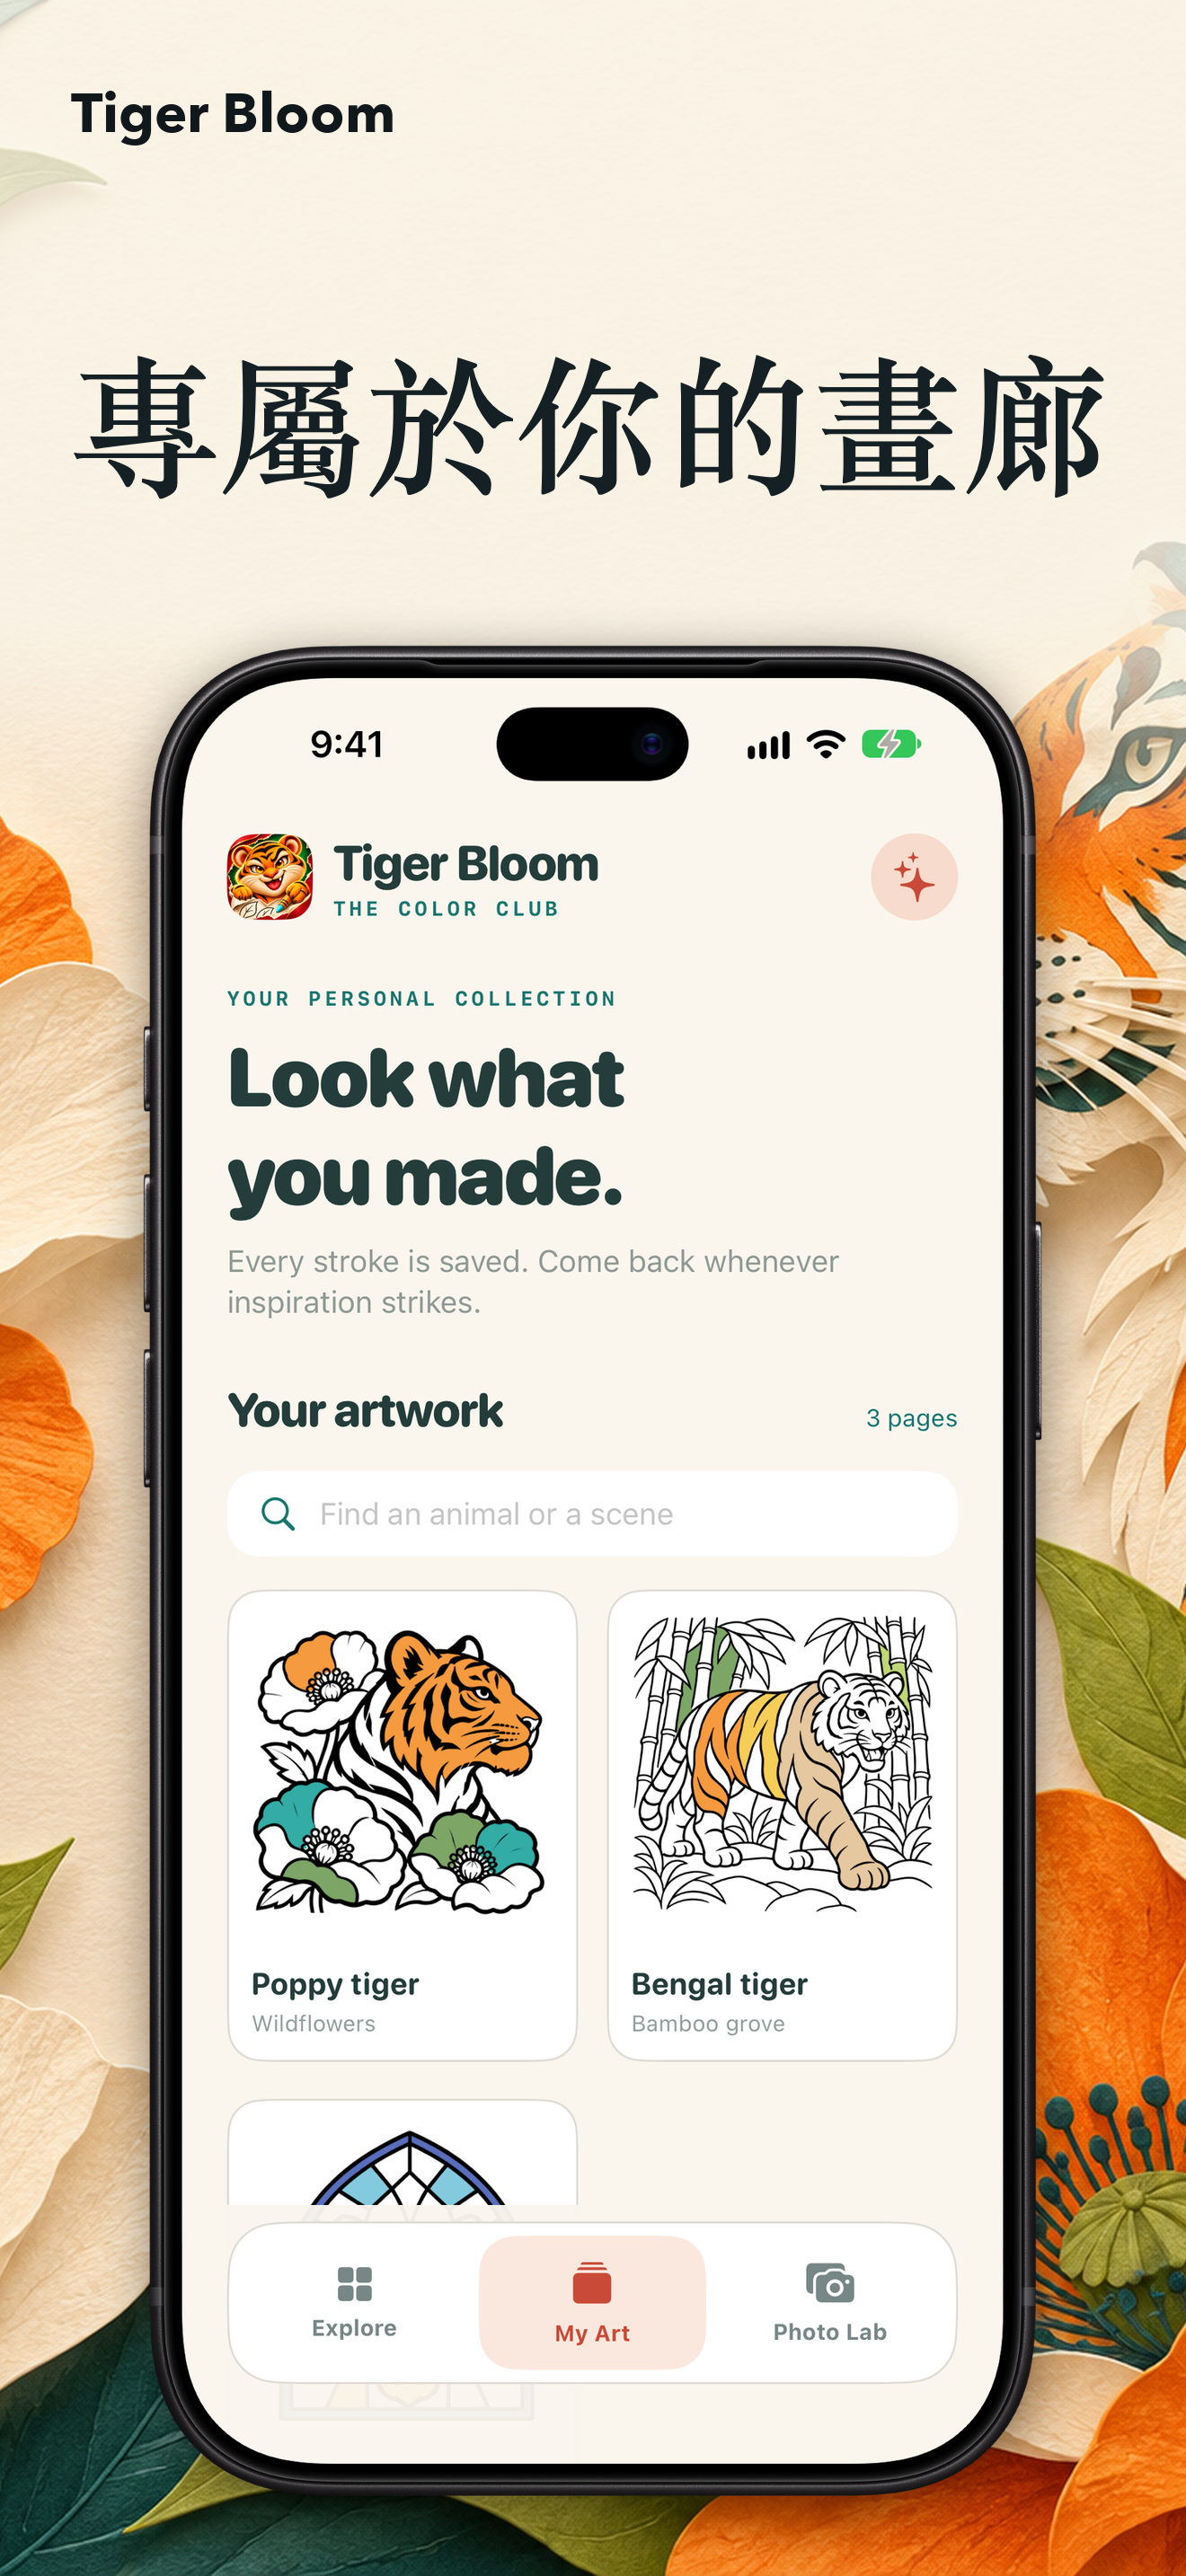 Tiger Bloom
專屬於你的畫廊
9:41
Tiger Bloom
THE COLOR CLUB
YOUR PERSONAL COLLECTION
Look what
you made.
Every stroke is saved. Come back whenever
inspiration strikes.
Your artwork
3 pages
Find an animal or a scene
Poppy tiger
Wildflowers
Bengal tiger
Bamboo grove
Explore
My Art
Photo Lab